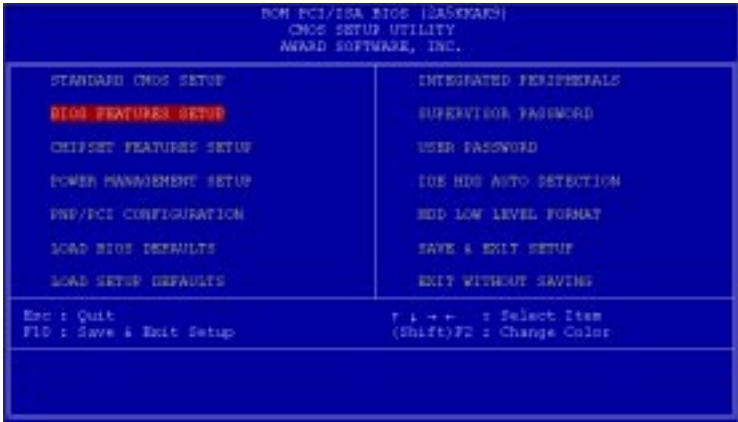 ROM PCI/ISA BIOS (2A5KKAK9)
CMOS SETUP UTILITY
AWARD SOFTWARE, INC.
STANDARD CMOS SETUP
BIOS FEATURES SETUP
CHIPSET FEATURES SETUP
POWER MANAGEMENT SETUP
PNP/PCI CONFIGURATION
LOAD BIOS DEFAULTS
LOAD SETUP DEFAULTS
INTEGRATED PERIPHERALS
SUPERVISOR PASSWORD
USER PASSWORD
IDE HDD AUTO DETECTION
HDD LOW LEVEL FORMAT
SAVE & EXIT SETUP
EXIT WITHOUT SAVING
Esc : Quit
F10 : Save & Exit Setup
↑ ↓ → ← : Select Item
(Shift)F2 : Change Color